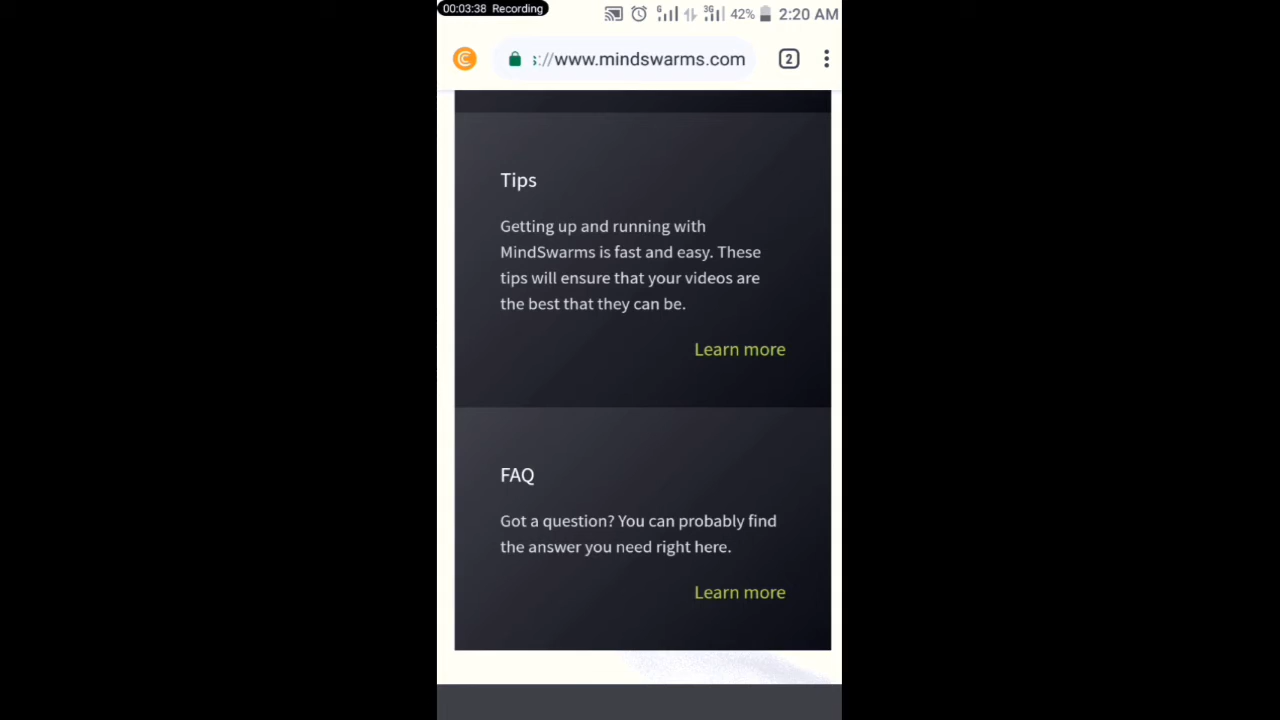 00:03:38 Recording
G 3G 42% 2:20 AM
s://www.mindswarms.com 2
Tips
Getting up and running with
MindSwarms is fast and easy. These
tips will ensure that your videos are
the best that they can be.
Learn more
FAQ
Got a question? You can probably find
the answer you need right here.
Learn more